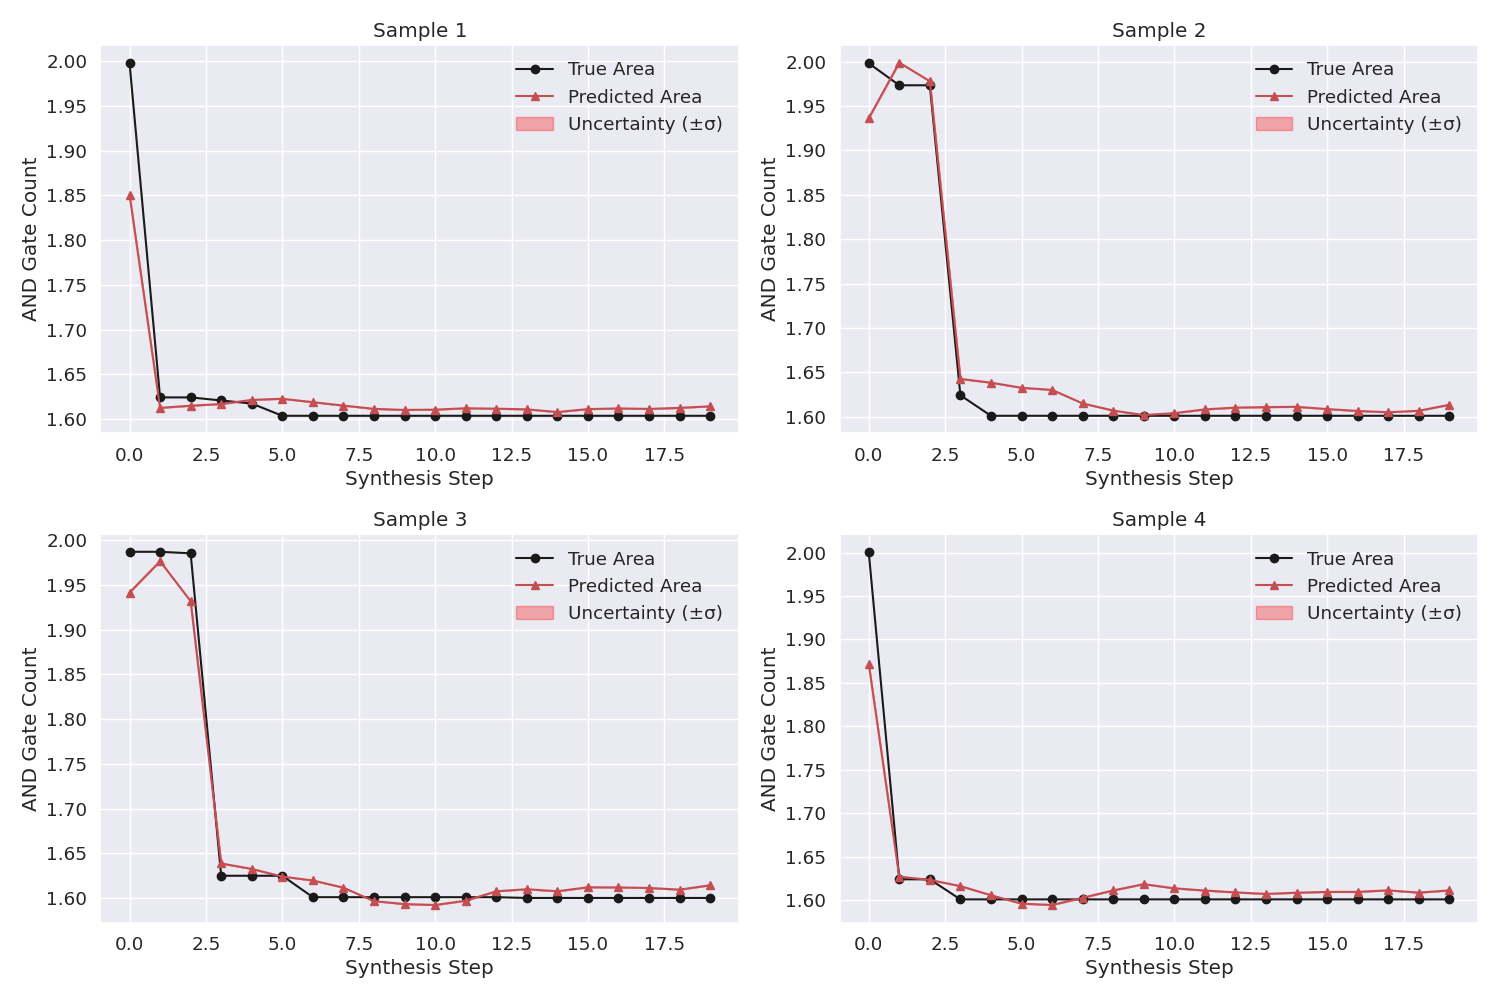 Sample 1
AND Gate Count
2.00
1.95
1.90
1.85
1.80
1.75
1.70
1.65
1.60
True Area
Predicted Area
Uncertainty (±σ)
0.0 2.5 5.0 7.5 10.0 12.5 15.0 17.5
Synthesis Step
Sample 2
AND Gate Count
2.00
1.95
1.90
1.85
1.80
1.75
1.70
1.65
1.60
True Area
Predicted Area
Uncertainty (±σ)
0.0 2.5 5.0 7.5 10.0 12.5 15.0 17.5
Synthesis Step
Sample 3
AND Gate Count
2.00
1.95
1.90
1.85
1.80
1.75
1.70
1.65
1.60
True Area
Predicted Area
Uncertainty (±σ)
0.0 2.5 5.0 7.5 10.0 12.5 15.0 17.5
Synthesis Step
Sample 4
AND Gate Count
2.00
1.95
1.90
1.85
1.80
1.75
1.70
1.65
1.60
True Area
Predicted Area
Uncertainty (±σ)
0.0 2.5 5.0 7.5 10.0 12.5 15.0 17.5
Synthesis Step